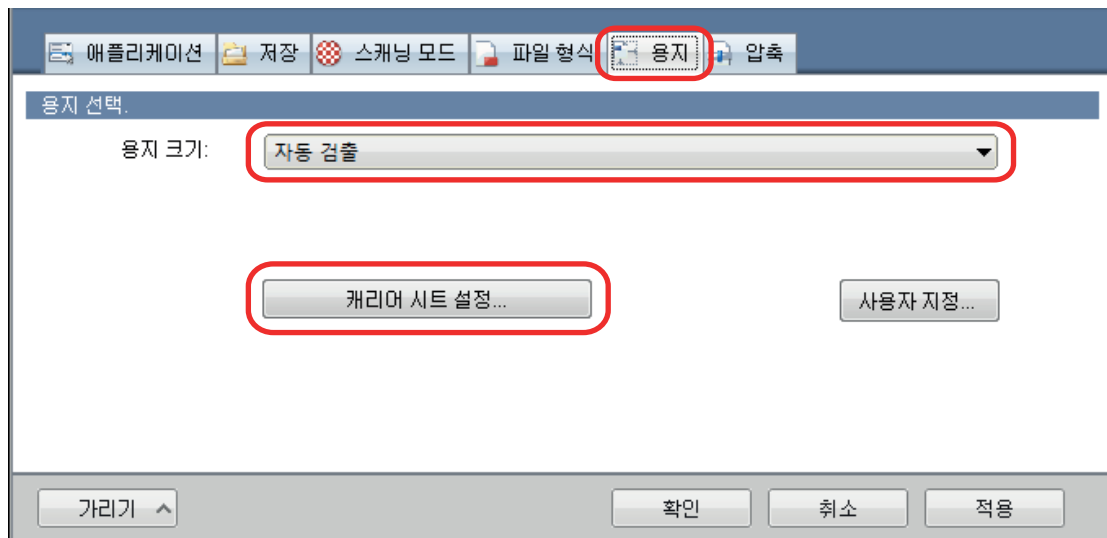 애플리케이션 저장 스캐닝 모드 파일 형식 용지 압축
용지 선택.
용지 크기: 자동 검출
캐리어 시트 설정... 사용자 지정...
가리기 확인 취소 적용